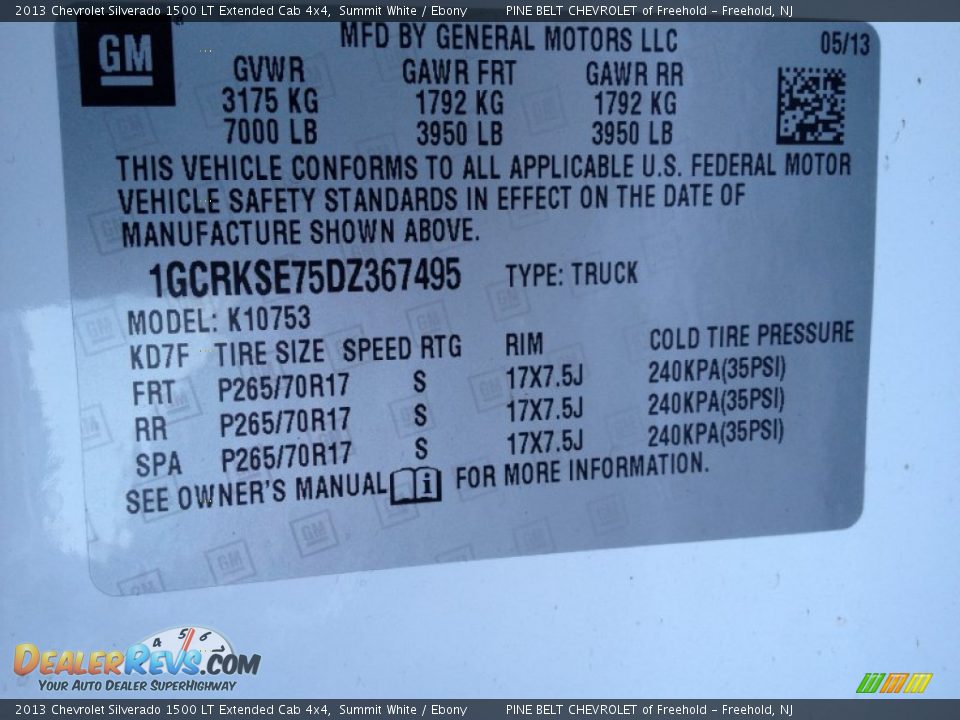 2013 Chevrolet Silverado 1500 LT Extended Cab 4x4, Summit White / Ebony PINE BELT CHEVROLET of Freehold – Freehold, NJ
GM MFD BY GENERAL MOTORS LLC 05/13
GVWR GAWR FRT GAWR RR
3175 KG 1792 KG 1792 KG
7000 LB 3950 LB 3950 LB
THIS VEHICLE CONFORMS TO ALL APPLICABLE U.S. FEDERAL MOTOR
VEHICLE SAFETY STANDARDS IN EFFECT ON THE DATE OF
MANUFACTURE SHOWN ABOVE.
1GCRKSE75DZ367495 TYPE: TRUCK
MODEL: K10753
KD7F TIRE SIZE SPEED RTG RIM COLD TIRE PRESSURE
FRT P265/70R17 S 17X7.5J 240KPA(35PSI)
RR P265/70R17 S 17X7.5J 240KPA(35PSI)
SPA P265/70R17 S 17X7.5J 240KPA(35PSI)
SEE OWNER'S MANUAL i FOR MORE INFORMATION.
4 5 6 7
DEALERREVS.COM
YOUR AUTO DEALER SUPERHIGHWAY
2013 Chevrolet Silverado 1500 LT Extended Cab 4x4, Summit White / Ebony PINE BELT CHEVROLET of Freehold – Freehold, NJ